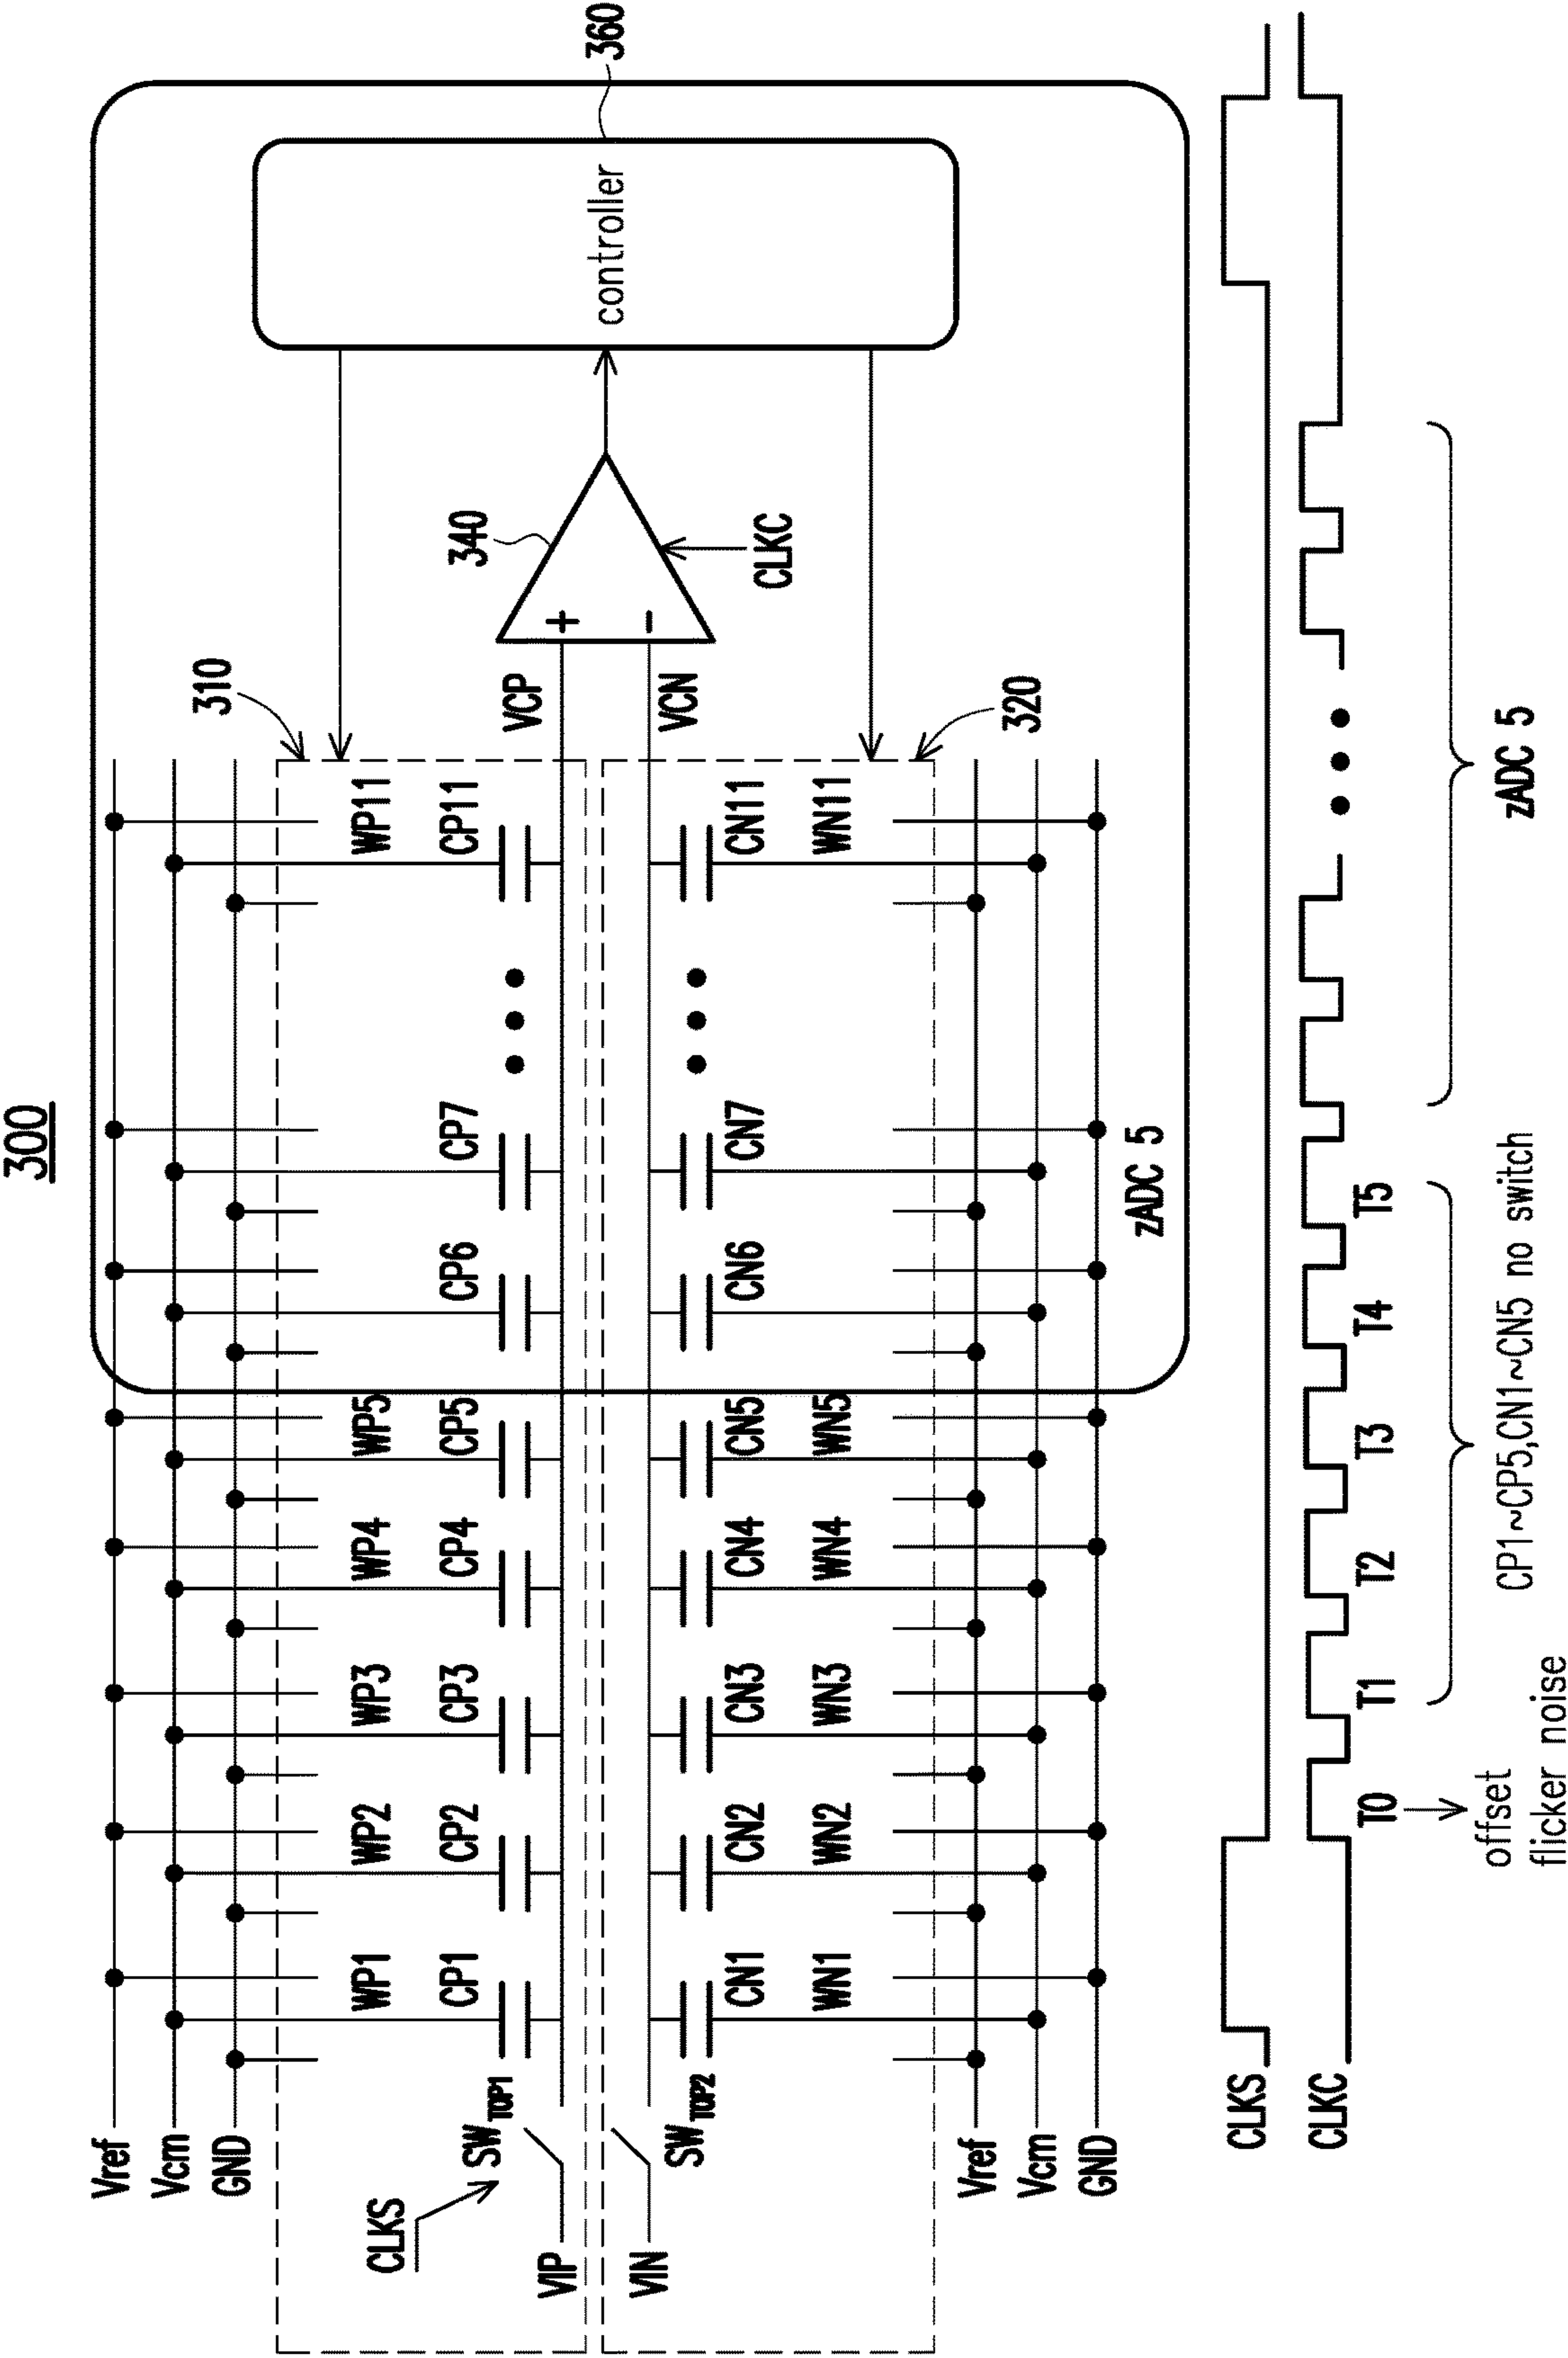 300
Vref
Vcm
GND
310
WP1
WP2
WP3
WP4
WP5
WP11
CP1
CP2
CP3
CP4
CP5
CP6
CP7
CP11
CLKS
SWTOP1
VIP
VCP
340
+
controller
360
VIN
SWTOP2
VCN
-
CLKC
CN1
CN2
CN3
CN4
CN5
CN6
CN7
CN11
WN1
WN2
WN3
WN4
WN5
WN11
320
Vref
Vcm
GND
zADC 5
CLKS
CLKC
T0
T1
T2
T3
T4
T5
offset
flicker noise
CP1~CP5,CN1~CN5 no switch
zADC 5